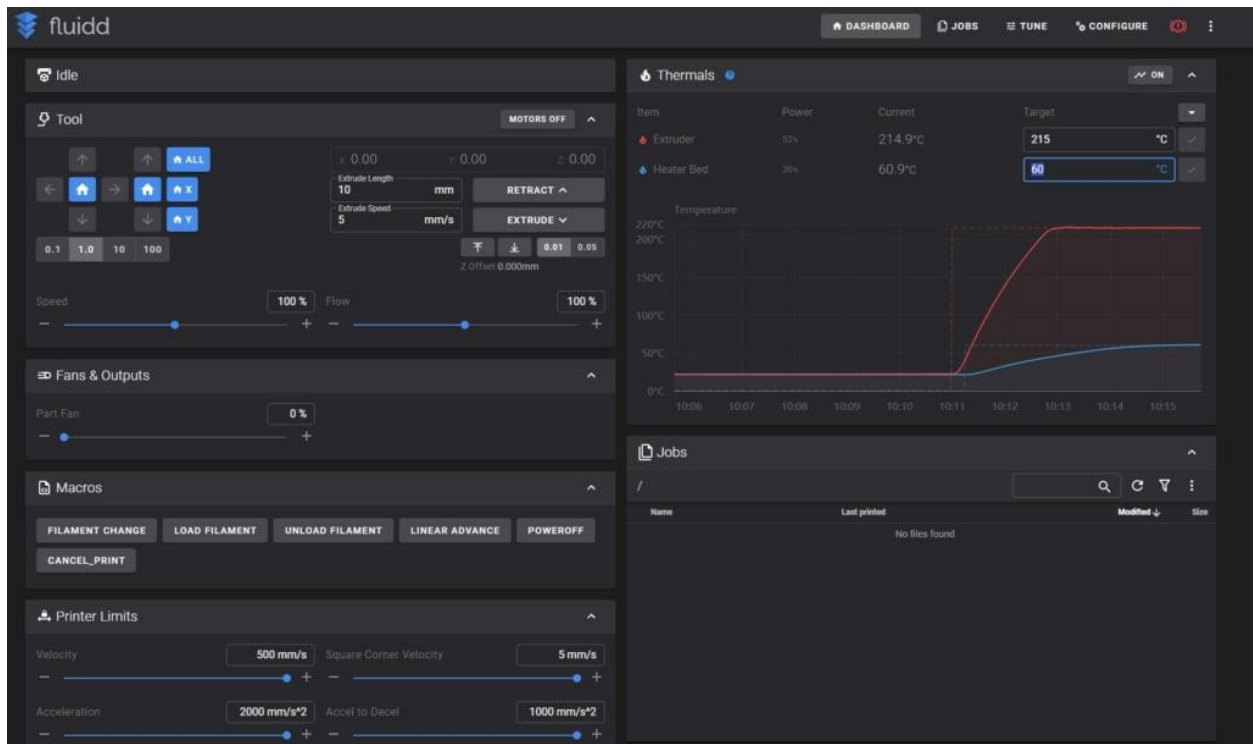 fluidd
DASHBOARD JOBS TUNE CONFIGURE
Idle
Tool MOTORS OFF
ALL
X
Y
X: 0.00 Y: 0.00 Z: 0.00
Extrude Length
10 mm RETRACT
Extrude Speed
5 mm/s EXTRUDE
0.1 1.0 10 100
0.01 0.05
Z Offset 0.000mm
Speed 100 % Flow 100 %
Fans & Outputs
Part Fan 0 %
Macros
FILAMENT CHANGE LOAD FILAMENT UNLOAD FILAMENT LINEAR ADVANCE POWEROFF
CANCEL_PRINT
Printer Limits
Velocity 500 mm/s Square Corner Velocity 5 mm/s
Acceleration 2000 mm/s^2 Accel to Decel 1000 mm/s^2
Thermals ON
Item Power Current Target
Extruder 52% 214.9°C 215 °C
Heater Bed 36% 60.9°C 60 °C
Temperature
220°C
200°C
150°C
100°C
50°C
0°C
10:06 10:07 10:08 10:09 10:10 10:11 10:12 10:13 10:14 10:15
Jobs
/
Name Last printed Modified Size
No files found